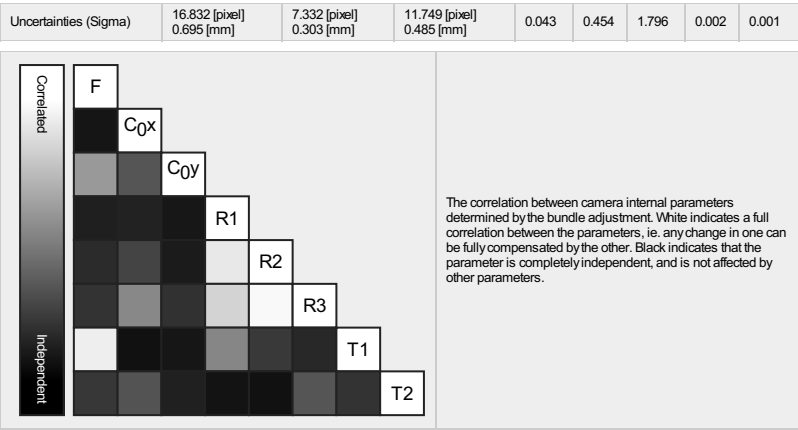 Uncertainties (Sigma) 16.832 [pixel] 7.332 [pixel] 11.749 [pixel] 0.043 0.454 1.796 0.002 0.001
0.695 [mm] 0.303 [mm] 0.485 [mm]
Correlated
Independent
F
C0x
C0y
R1
R2
R3
T1
T2
The correlation between camera internal parameters
determined by the bundle adjustment. White indicates a full
correlation between the parameters, ie. any change in one can
be fully compensated by the other. Black indicates that the
parameter is completely independent, and is not affected by
other parameters.